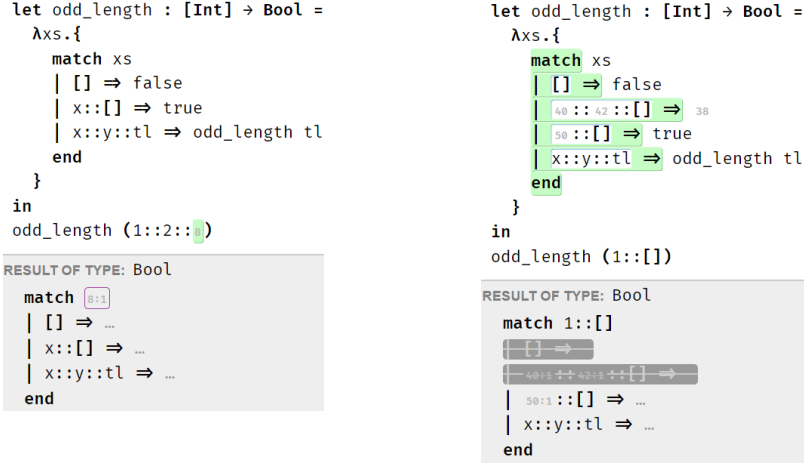 let odd_length : [Int] → Bool =
λxs.{
match xs
| [] ⇒ false
| x::[] ⇒ true
| x::y::tl ⇒ odd_length tl
end
}
in
odd_length (1::2::8)
RESULT OF TYPE: Bool
match 8:1
| [] ⇒ …
| x::[] ⇒ …
| x::y::tl ⇒ …
end
let odd_length : [Int] → Bool =
λxs.{
match xs
| [] ⇒ false
| 40::42::[] ⇒ 38
| 50::[] ⇒ true
| x::y::tl ⇒ odd_length tl
end
}
in
odd_length (1::[])
RESULT OF TYPE: Bool
match 1::[]
| [] ⇒
| 40:1::42:1::[] ⇒
| 50:1::[] ⇒ …
| x::y::tl ⇒ …
end